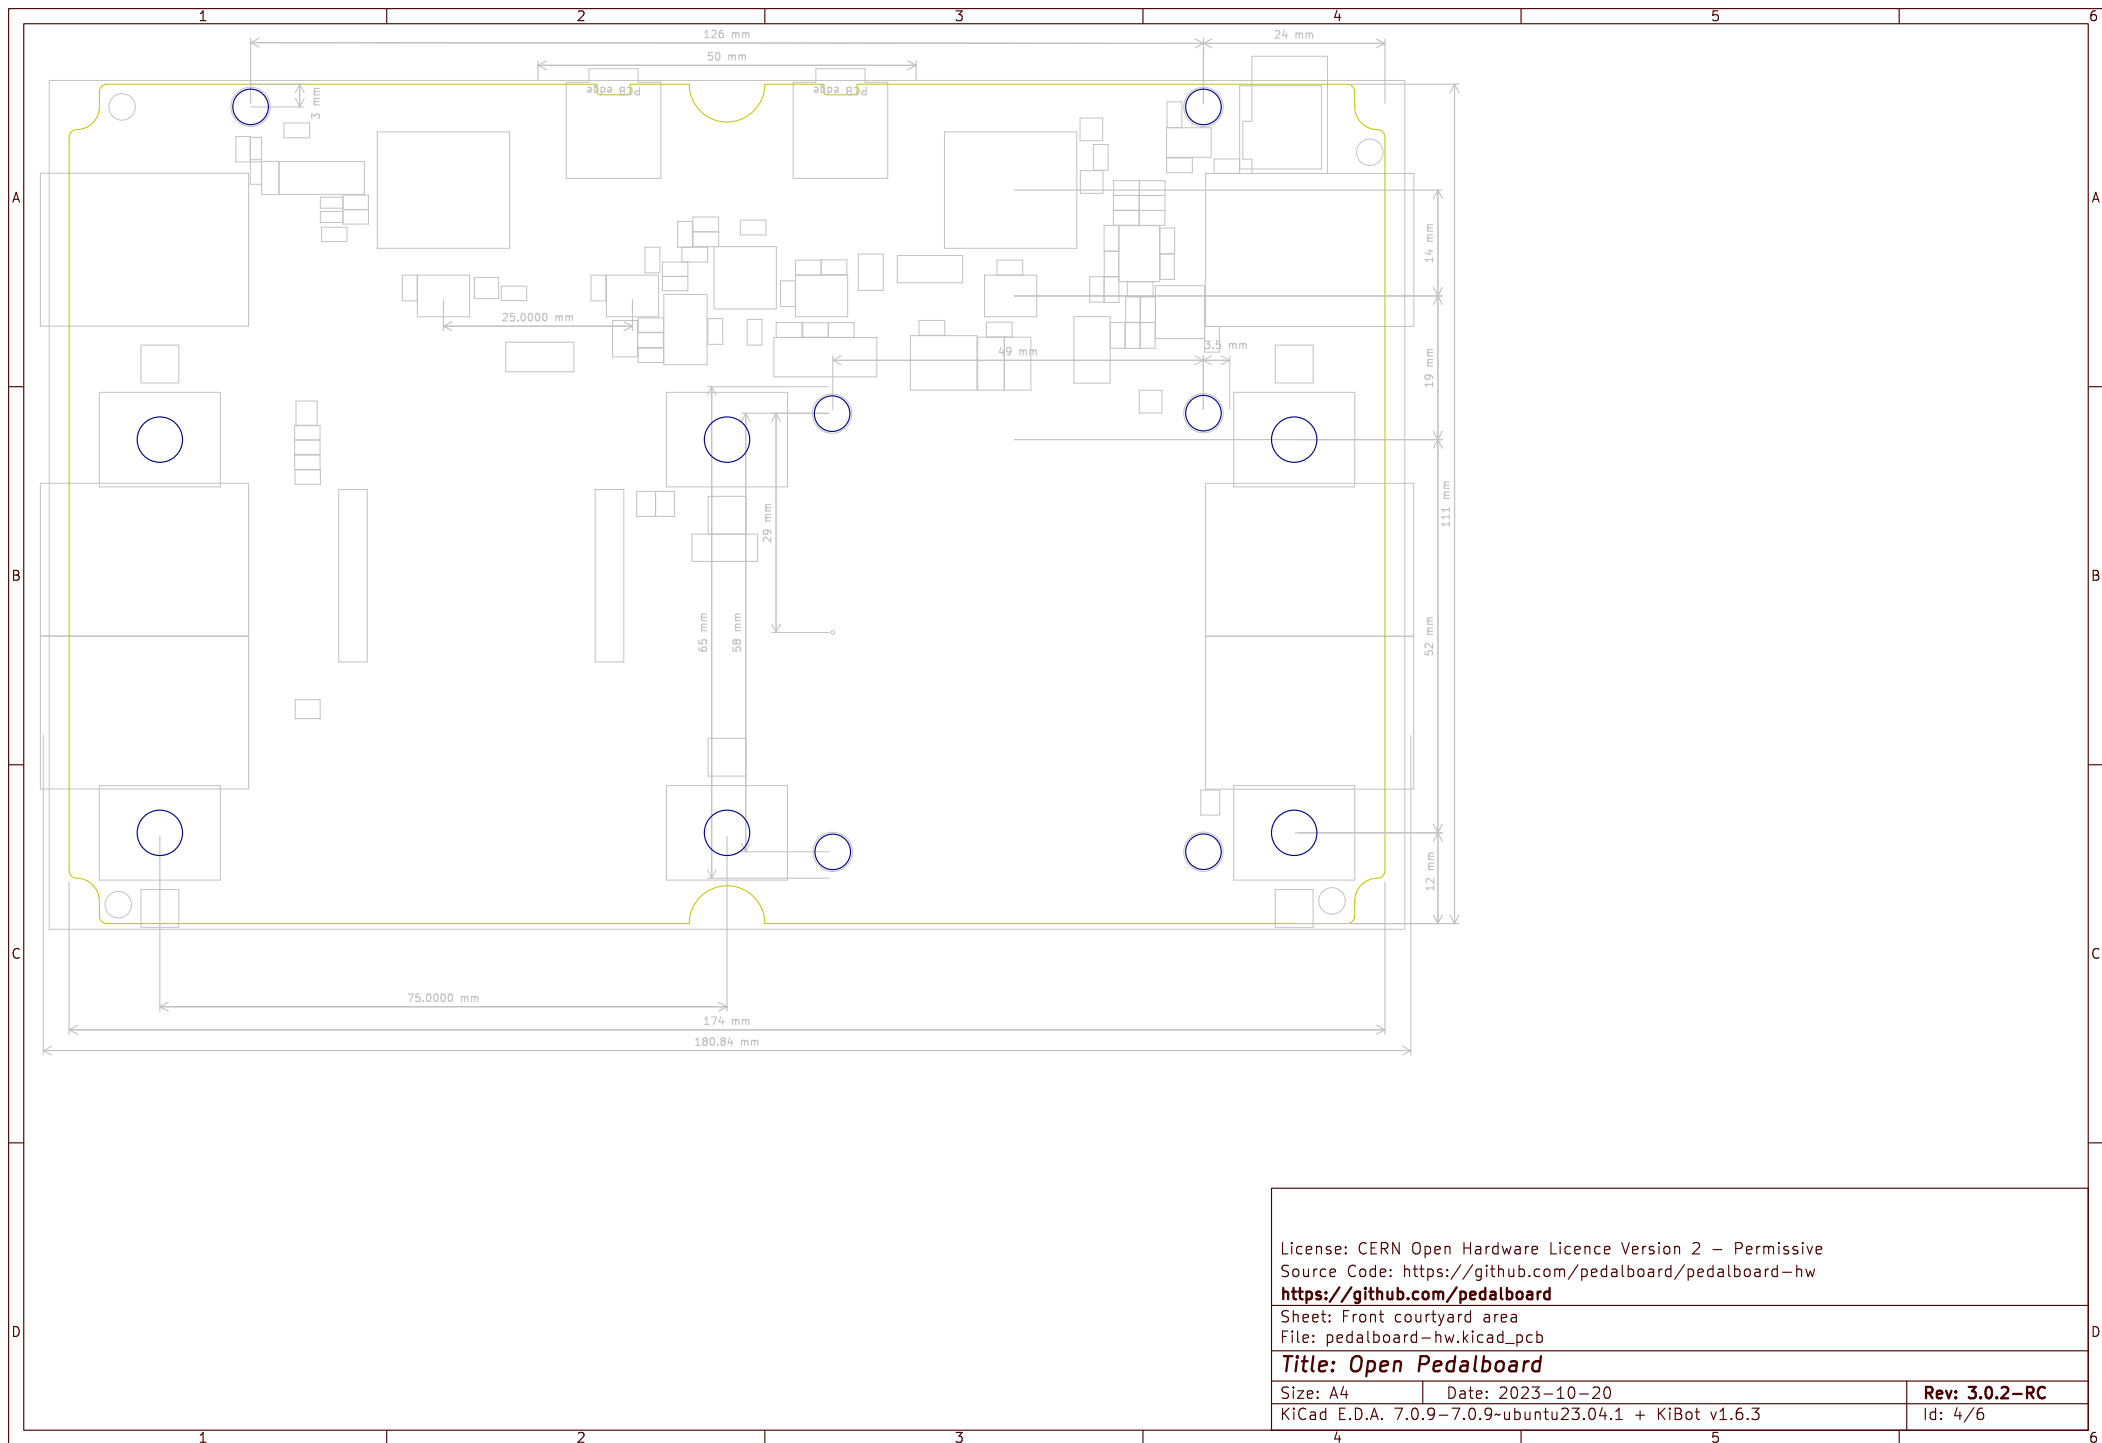 1 2 3 4 5 6
126 mm
24 mm
50 mm
3 mm
PCB edge
PCB edge
A
A
14 mm
25.0000 mm
3.5 mm
49 mm
19 mm
111 mm
29 mm
B
B
65 mm
58 mm
52 mm
12 mm
C
C
75.0000 mm
174 mm
180.84 mm
License: CERN Open Hardware Licence Version 2 - Permissive
Source Code: https://github.com/pedalboard/pedalboard-hw
https://github.com/pedalboard
Sheet: Front courtyard area
D
D
File: pedalboard-hw.kicad_pcb
Title: Open Pedalboard
Size: A4
Date: 2023-10-20
Rev: 3.0.2-RC
KiCad E.D.A. 7.0.9-7.0.9~ubuntu23.04.1 + KiBot v1.6.3
Id: 4/6
1 2 3 4 5 6